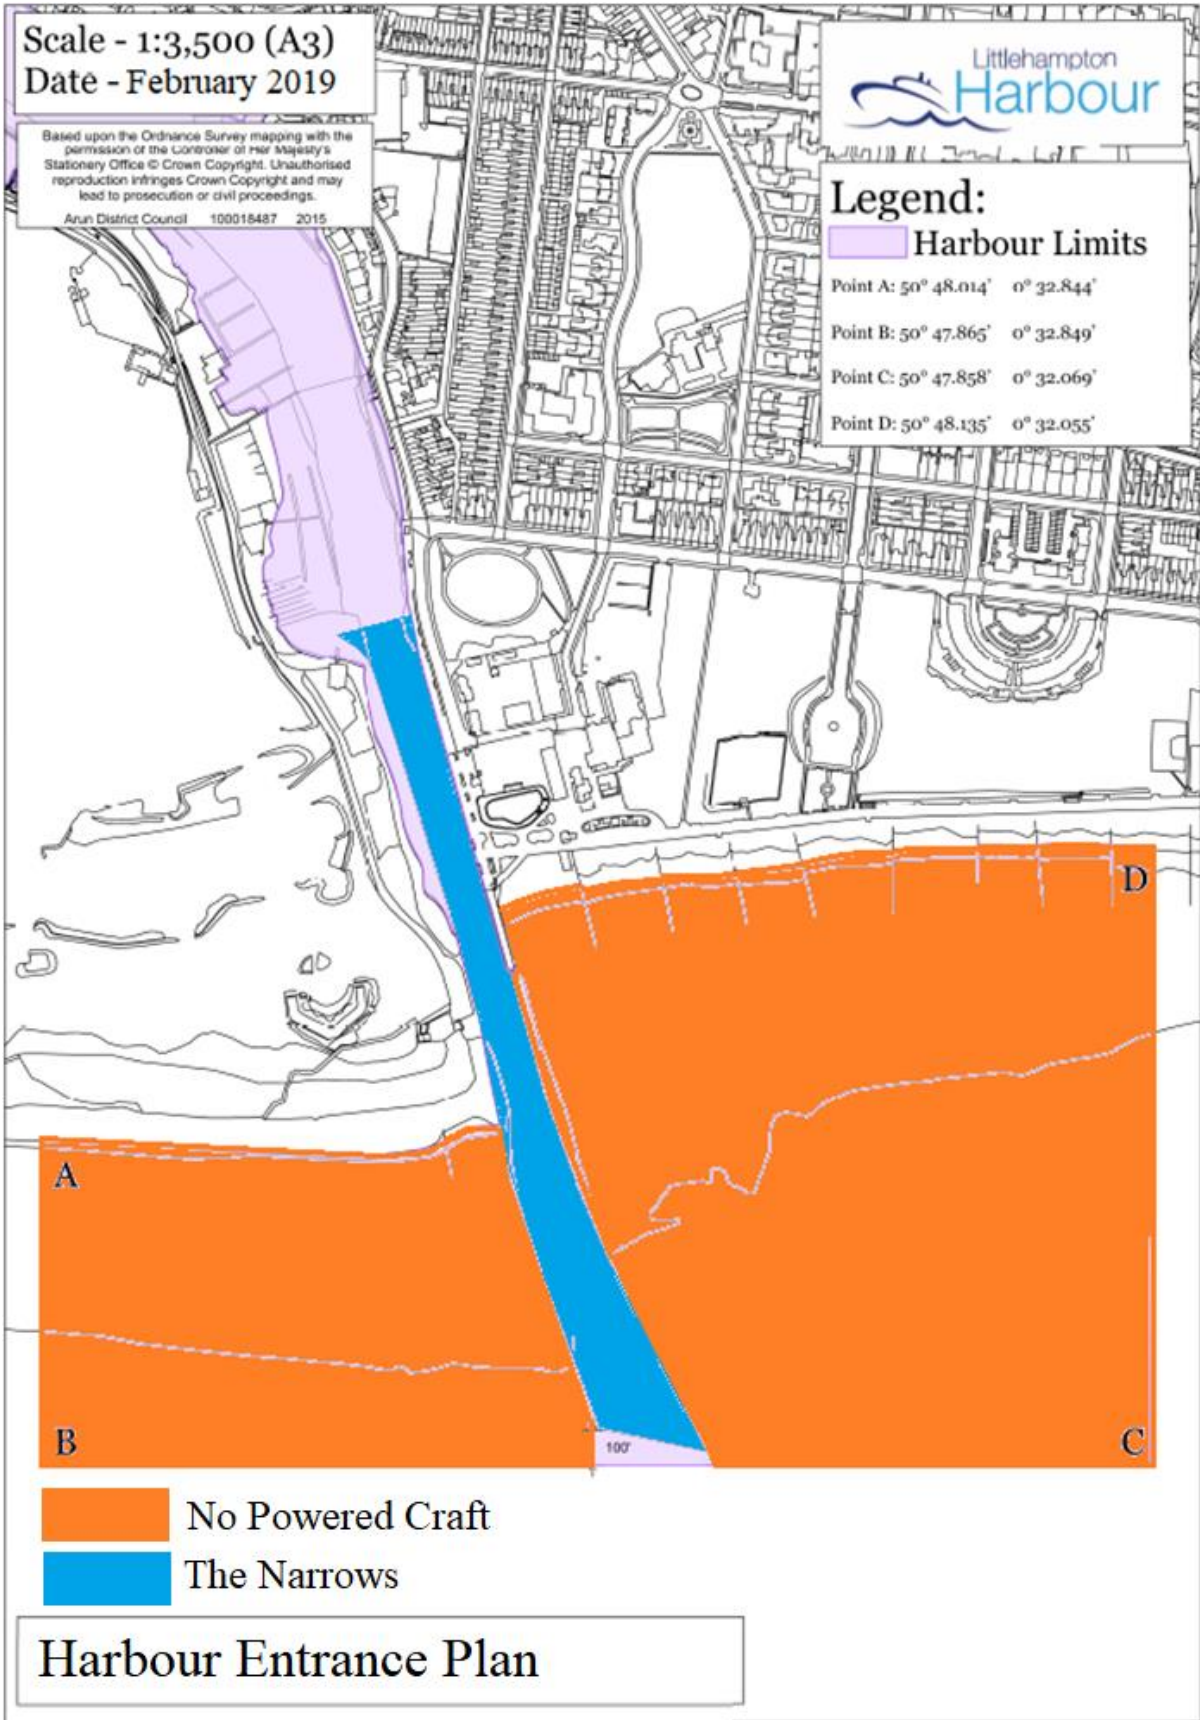 Scale - 1:3,500 (A3)
Date - February 2019
Based upon the Ordnance Survey mapping with the
permission of the Controller of Her Majesty's
Stationery Office © Crown Copyright. Unauthorised
reproduction infringes Crown Copyright and may
lead to prosecution or civil proceedings.
Arun District Council 100018487 2015
Littlehampton
Harbour
Legend:
Harbour Limits
Point A: 50° 48.014' 0° 32.844'
Point B: 50° 47.865' 0° 32.849'
Point C: 50° 47.858' 0° 32.069'
Point D: 50° 48.135' 0° 32.055'
D
A
B
100'
C
No Powered Craft
The Narrows
Harbour Entrance Plan